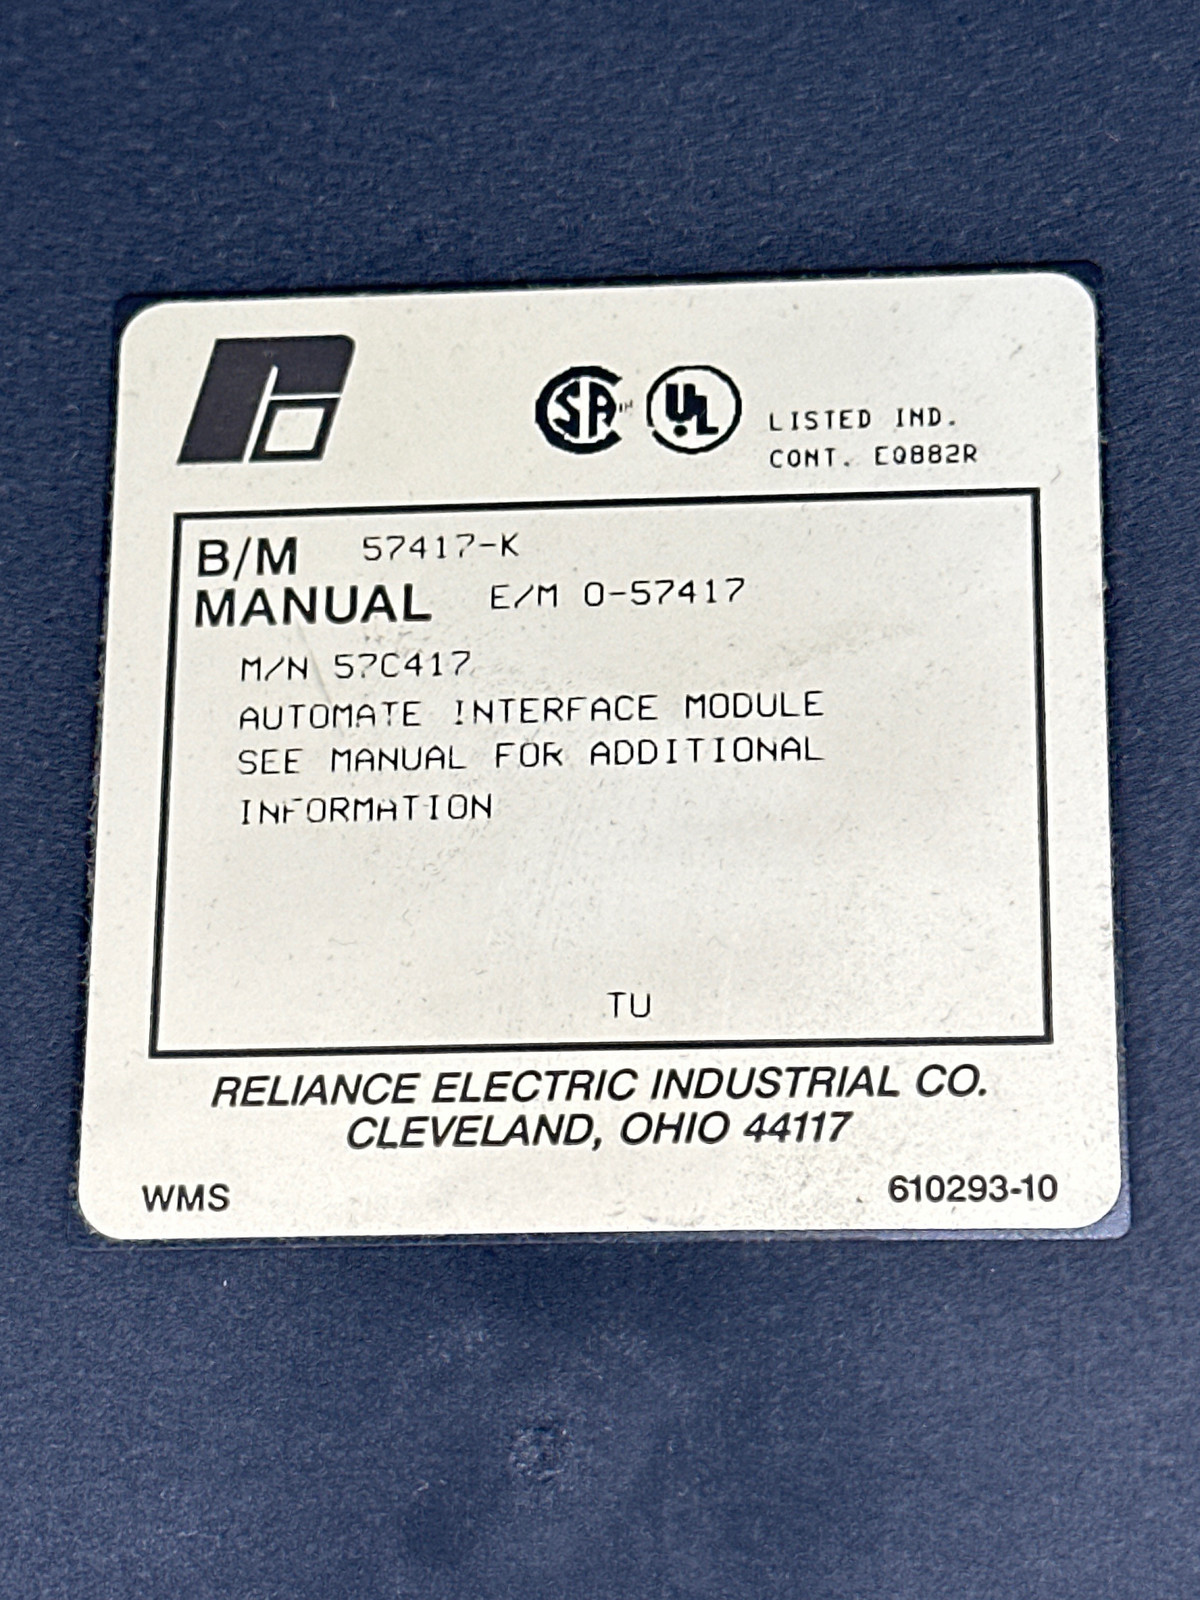 SA UL LISTED IND.
CONT. EQ882R
B/M 57417-K
MANUAL E/M O-57417
M/N 57C417
AUTOMATE INTERFACE MODULE
SEE MANUAL FOR ADDITIONAL
INFORMATION
TU
RELIANCE ELECTRIC INDUSTRIAL CO.
CLEVELAND, OHIO 44117
WMS 610293-10